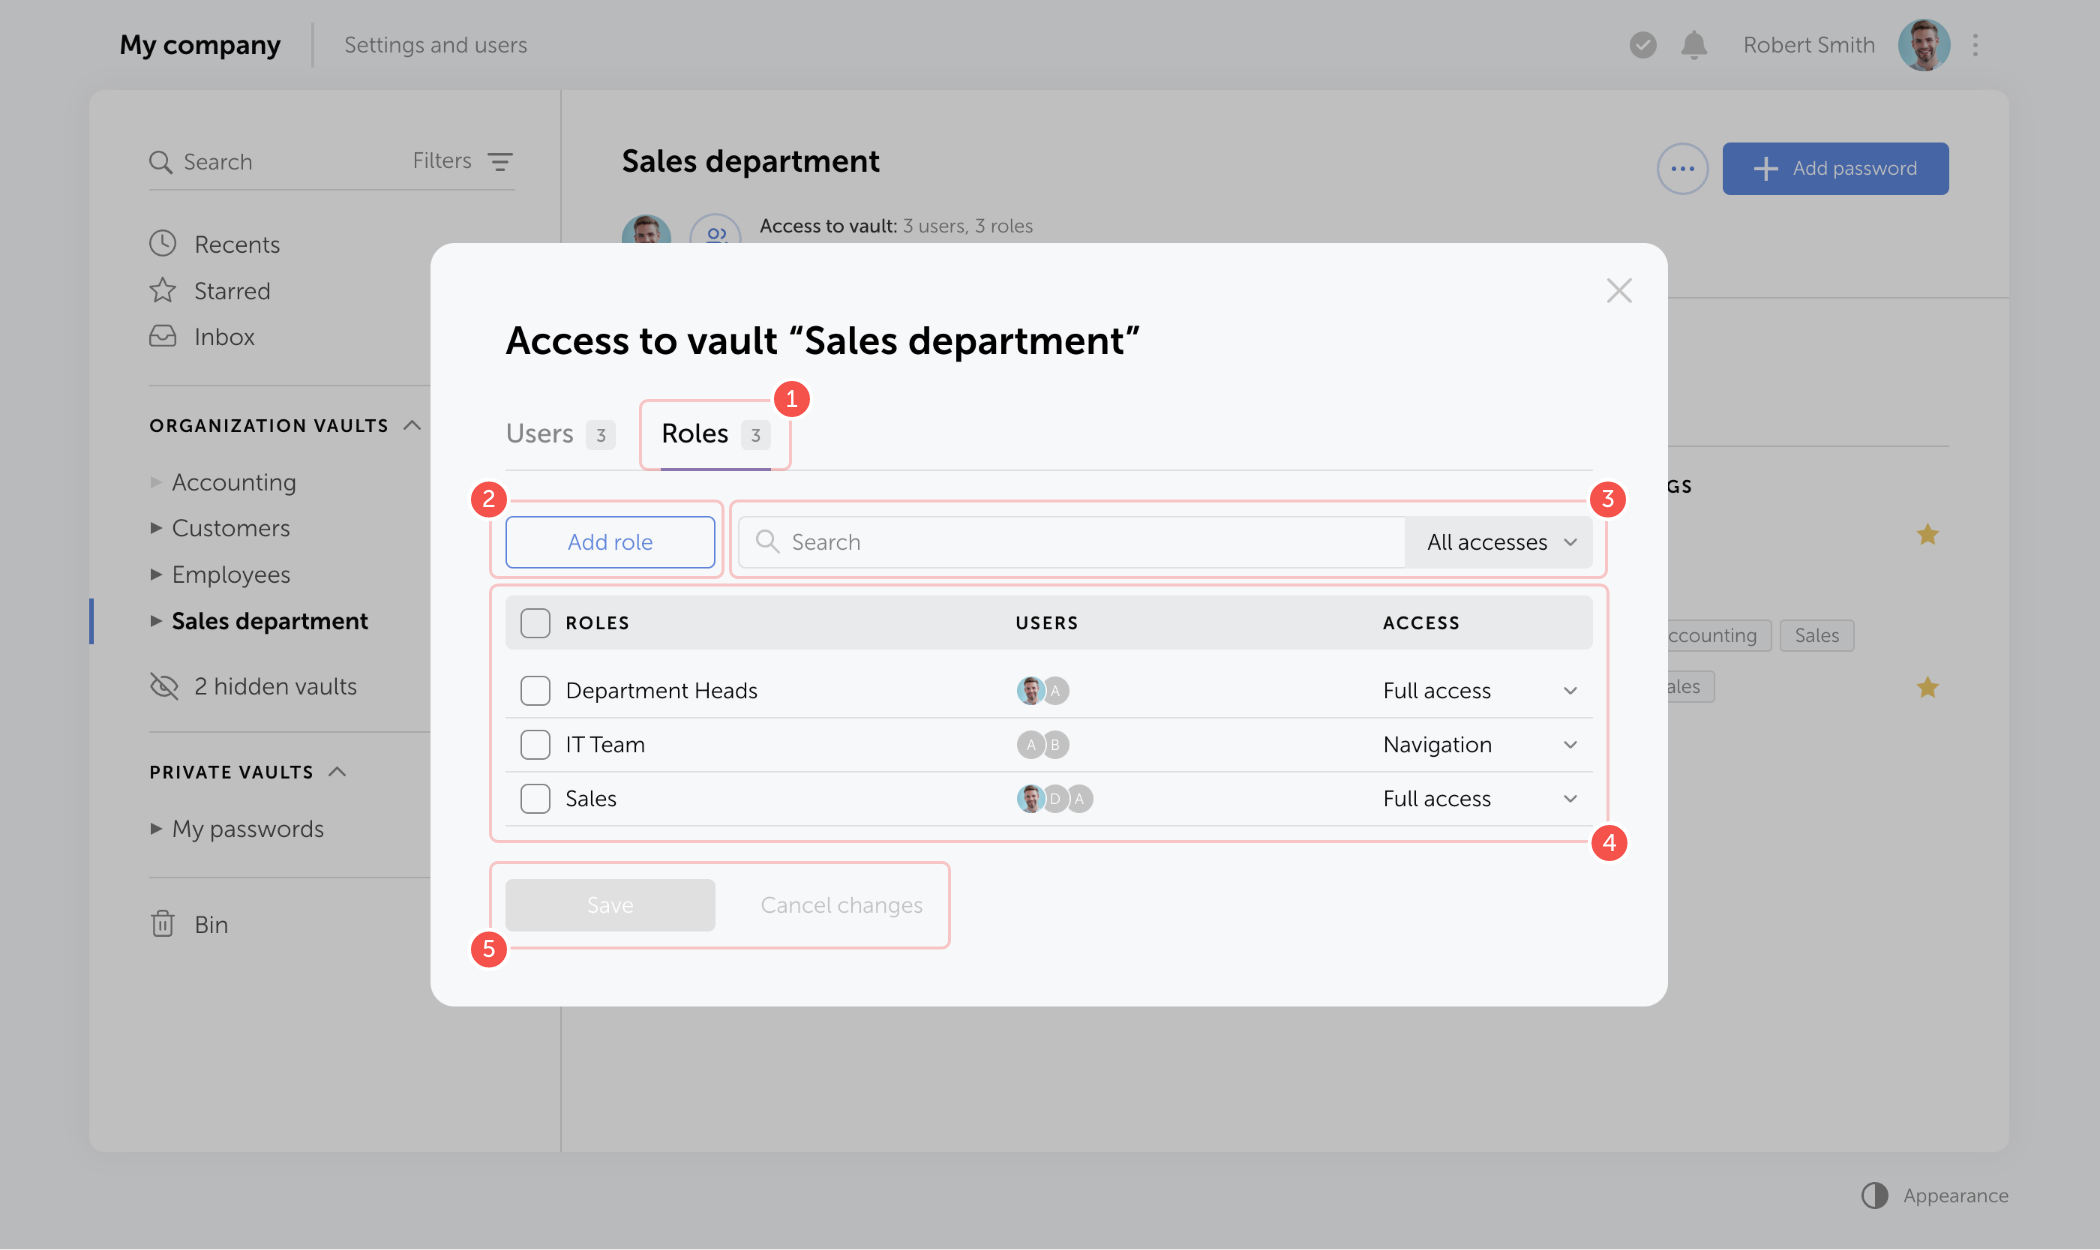 My company
Settings and users
Robert Smith
Search
Filters
Recents
Starred
Inbox
ORGANIZATION VAULTS
Accounting
Customers
Employees
Sales department
2 hidden vaults
PRIVATE VAULTS
My passwords
Bin
Sales department
Add password
Access to vault: 3 users, 3 roles
Access to vault “Sales department”
Users 3
Roles 3
1
2
Add role
Search
All accesses
3
ROLES USERS ACCESS
Department Heads A Full access
IT Team A B Navigation
Sales D A Full access
4
Save
Cancel changes
5
GS
ccounting
Sales
ales
Appearance